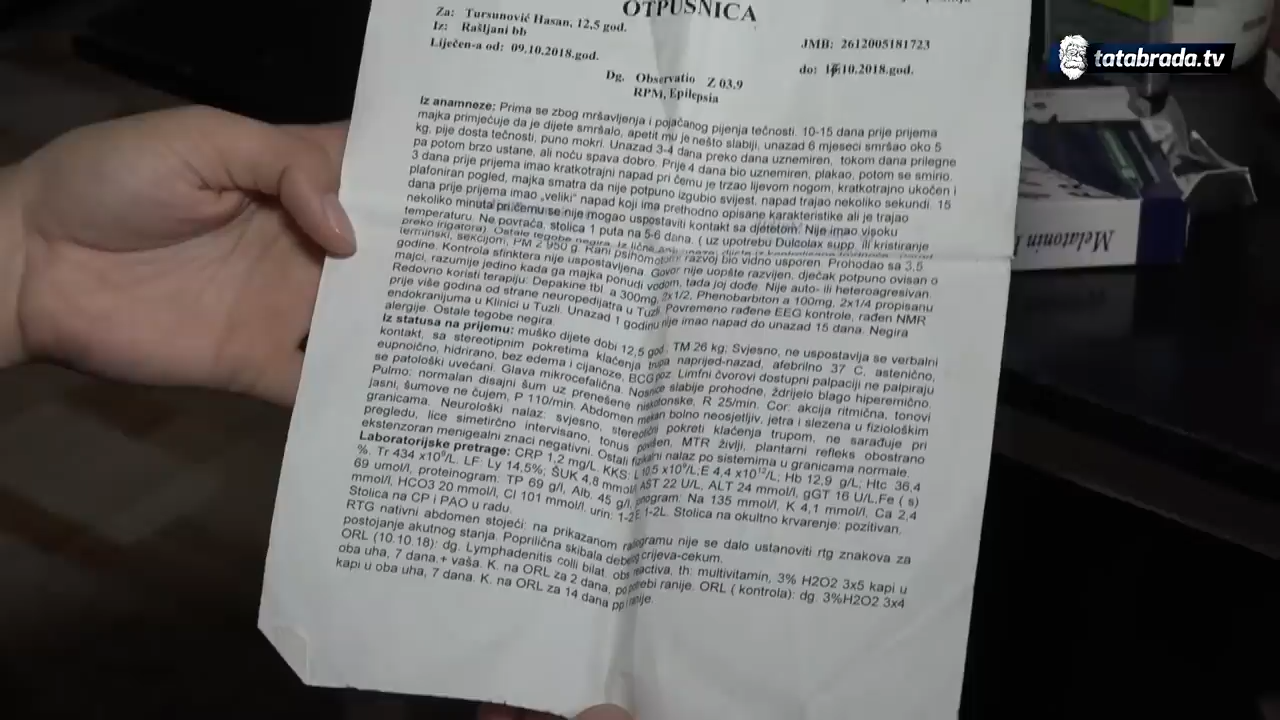 OTPUSNICA
Za: Tursunović Hasan, 12,5 god.
Iz: Rašljani bb
JMB: 2612005181723
Liječen-a od: 09.10.2018.god.
do: 15.10.2018.god.
Dg. Observatio Z 03.9
RPM, Epilepsia
Iz anamneze: Prima se zbog mršavljenja i pojačanog pijenja tečnosti. 10-15 dana prije prijema
majka primjećuje da je dijete smršalo, apetit mu je nešto slabiji, unazad 6 mjeseci smršao oko 5
kg, pije dosta tečnosti, puno mokri. Unazad 3-4 dana preko dana uznemiren, tokom dana prilegne
pa potom brzo ustane, ali noću spava dobro. Prije 4 dana bio uznemiren, plakao, potom se smirio.
3 dana prije prijema imao kratkotrajni napad pri čemu je trzao lijevom nogom, kratkotrajno ukočen i
plafoniran pogled, majka smatra da nije potpuno izgubio svijest, napad trajao nekoliko sekundi. 15
dana prije prijema imao „veliki“ napad koji ima prethodno opisane karakteristike ali je trajao
nekoliko minuta pri čemu se nije mogao uspostaviti kontakt sa djetetom. Nije imao visoku
temperaturu. Ne povraća, stolica 1 puta na 5-6 dana, ( uz upotrebu Dulcolax supp. ili kristiranje
preko irigatora). Ostale tegobe negira. Iz lične
terminski, sekcijom, PM 2 950 g. Rani psihomotorni razvoj bio vidno usporen. Prohodao sa 3,5
godine. Kontrola sfinktera nije uspostavljena. Govor nije uopšte razvijen, dječak potpuno ovisan o
majci, razumije jedino kada ga majka ponudi vodom, tada joj dođe. Nije auto- ili heteroagresivan.
Redovno koristi terapiju: Depakine tbl. a 300mg, 2x1/2, Phenobarbiton a 100mg, 2x1/4 propisanu
prije više godina od strane neuropedijatra u Tuzli. Povremeno rađene EEG kontrole, rađen NMR
endokranijuma u Klinici u Tuzli. Unazad 1 godinu nije imao napad do unazad 15 dana. Negira
alergije. Ostale tegobe negira.
Iz statusa na prijemu: muško dijete dobi 12,5 god., TM 26 kg; Svjesno, ne uspostavlja se verbalni
kontakt, sa stereotipnim pokretima klaćenja trupa naprijed-nazad, afebrilno 37 C, astenično,
eupnoično, hidrirano, bez edema i cijanoze, BCG poz. Limfni čvorovi dostupni palpaciji ne palpiraju
se patološki uvećani. Glava mikrocefalična. Nosnice slabije prohodne, ždrijelo blago hiperemično.
Pulmo: normalan disajni šum uz prenešene niskotonske, R 25/min. Cor: akcija ritmična, tonovi
jasni, šumove ne čujem, P 110/min. Abdomen mekan bolno neosjetljiv, jetra i slezena u fiziološkim
granicama. Neurološki nalaz: svjesno, stereotični pokreti klaćenja trupom, ne sarađuje pri
pregledu, lice simetrično intervisano, tonus povišen, MTR življi, plantarni refleks obostrano
ekstenzoran menigealni znaci negativni. Ostali fizikalni nalaz po sistemima u granicama normale.
Laboratorijske pretrage: CRP 1,2 mg/L. KKS: L 10,5 x10⁹/L;E 4,4 x10¹²/L; Hb 12,9 g/L; Htc 36,4
%. Tr 434 x10⁹/L. LF: Ly 14,5%; ŠUK 4,8 mmol/ AST 22 U/L, ALT 24 mmol/L, gGT 16 U/L,Fe ( s)
69 umol/L, proteinogram: TP 69 g/l, Alb. 45 g/l, jonogram: Na 135 mmol/L, K 4,1 mmol/L, Ca 2,4
mmol/L, HCO3 20 mmol/L, Cl 101 mmol/l. urin: 1-2 E 1-2L. Stolica na okultno krvarenje: pozitivan.
Stolica na CP i PAO u radu.
RTG nativni abdomen stojeći: na prikazanom radiogramu nije se dalo ustanoviti rtg znakova za
postojanje akutnog stanja. Poprilična skibala debelog crijeva-cekum.
ORL (10.10.18): dg. Lymphadenitis colli bilat. oba reactiva, th: multivitamin, 3% H2O2 3x5 kapi u
oba uha, 7 dana.+ vaša. K. na ORL za 2 dana, po potrebi ranije. ORL ( kontrola): dg. 3%H2O2 3x4
kapi u oba uha, 7 dana. K. na ORL za 14 dana pp ranije.
tatabrada.tv
Melatonin